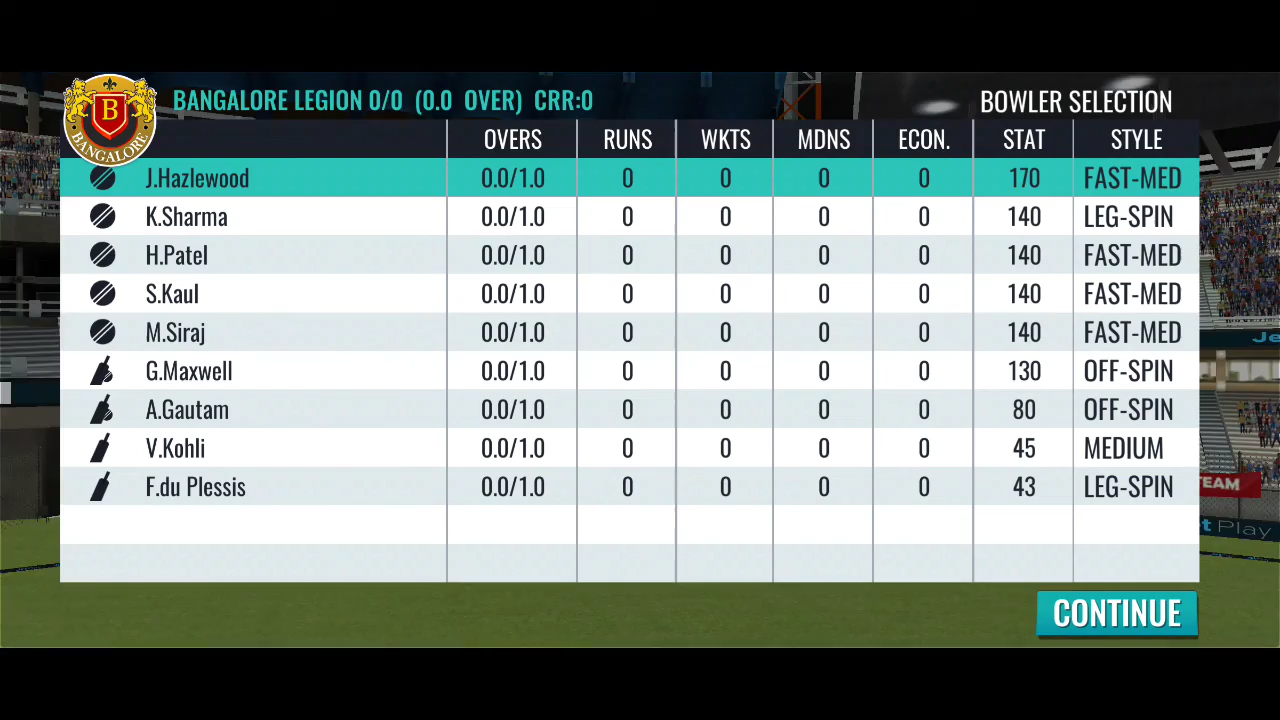 BANGALORE LEGION 0/0 (0.0 OVER) CRR:0
BOWLER SELECTION
B
BANGALORE
OVERS RUNS WKTS MDNS ECON. STAT STYLE
J.Hazlewood 0.0/1.0 0 0 0 0 170 FAST-MED
K.Sharma 0.0/1.0 0 0 0 0 140 LEG-SPIN
H.Patel 0.0/1.0 0 0 0 0 140 FAST-MED
S.Kaul 0.0/1.0 0 0 0 0 140 FAST-MED
M.Siraj 0.0/1.0 0 0 0 0 140 FAST-MED
G.Maxwell 0.0/1.0 0 0 0 0 130 OFF-SPIN
A.Gautam 0.0/1.0 0 0 0 0 80 OFF-SPIN
V.Kohli 0.0/1.0 0 0 0 0 45 MEDIUM
F.du Plessis 0.0/1.0 0 0 0 0 43 LEG-SPIN
Je
TEAM
t Play
CONTINUE